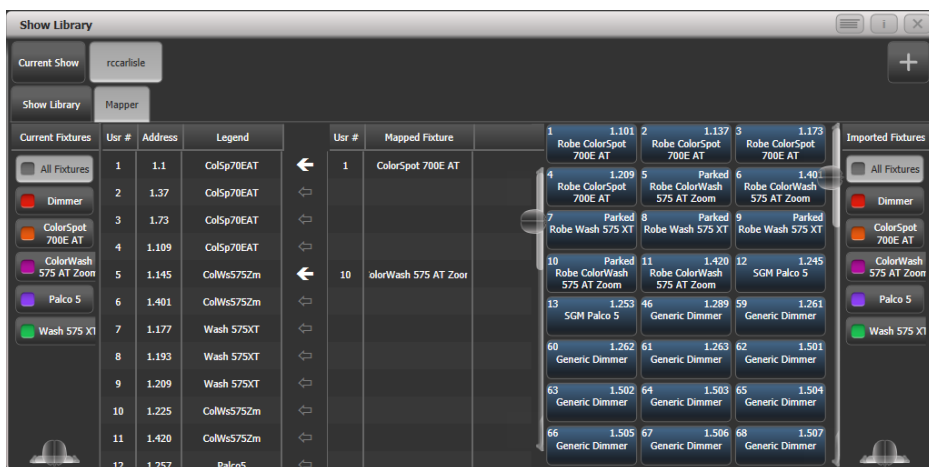 Show Library
Current Show
rccarlisle
Show Library
Mapper
Current Fixtures
All Fixtures
Dimmer
ColorSpot
700E AT
ColorWash
575 AT Zoom
Palco 5
Wash 575 XT
Usr # Address Legend
1 1.1 ColSp70EAT
2 1.37 ColSp70EAT
3 1.73 ColSp70EAT
4 1.109 ColSp70EAT
5 1.145 ColWs575Zm
6 1.401 ColWs575Zm
7 1.177 Wash 575XT
8 1.193 Wash 575XT
9 1.209 Wash 575XT
10 1.225 ColWs575Zm
11 1.420 ColWs575Zm
12 1.257 Palco5
Usr # Mapped Fixture
1 ColorSpot 700E AT
10 olorWash 575 AT Zoor
1 1.101
Robe ColorSpot
700E AT
2 1.137
Robe ColorSpot
700E AT
3 1.173
Robe ColorSpot
700E AT
4 1.209
Robe ColorSpot
700E AT
5 Parked
Robe ColorWash
575 AT Zoom
6 1.401
Robe ColorWash
575 AT Zoom
7 Parked
Robe Wash 575 XT
8 Parked
Robe Wash 575 XT
9 Parked
Robe Wash 575 XT
10 Parked
Robe ColorWash
575 AT Zoom
11 1.420
Robe ColorWash
575 AT Zoom
12 1.245
SGM Palco 5
13 1.253
SGM Palco 5
46 1.289
Generic Dimmer
59 1.261
Generic Dimmer
60 1.262
Generic Dimmer
61 1.263
Generic Dimmer
62 1.501
Generic Dimmer
63 1.502
Generic Dimmer
64 1.503
Generic Dimmer
65 1.504
Generic Dimmer
66 1.505
Generic Dimmer
67 1.506
Generic Dimmer
68 1.507
Generic Dimmer
Imported Fixtures
All Fixtures
Dimmer
ColorSpot
700E AT
ColorWash
575 AT Zoom
Palco 5
Wash 575 XT